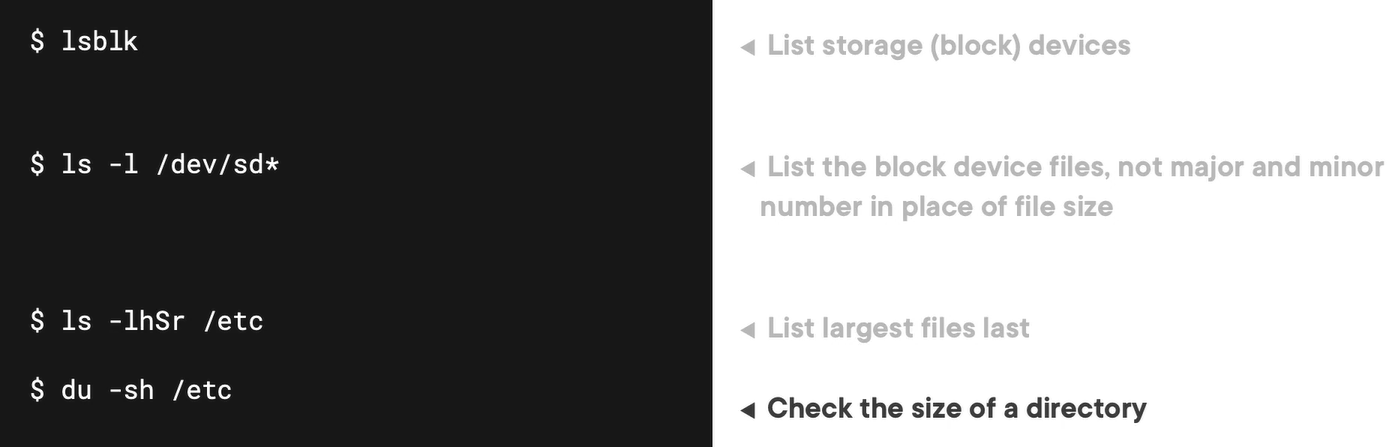 $ lsblk
◄ List storage (block) devices
$ ls -l /dev/sd*
◄ List the block device files, not major and minor
number in place of file size
$ ls -lhSr /etc
◄ List largest files last
$ du -sh /etc
◄ Check the size of a directory